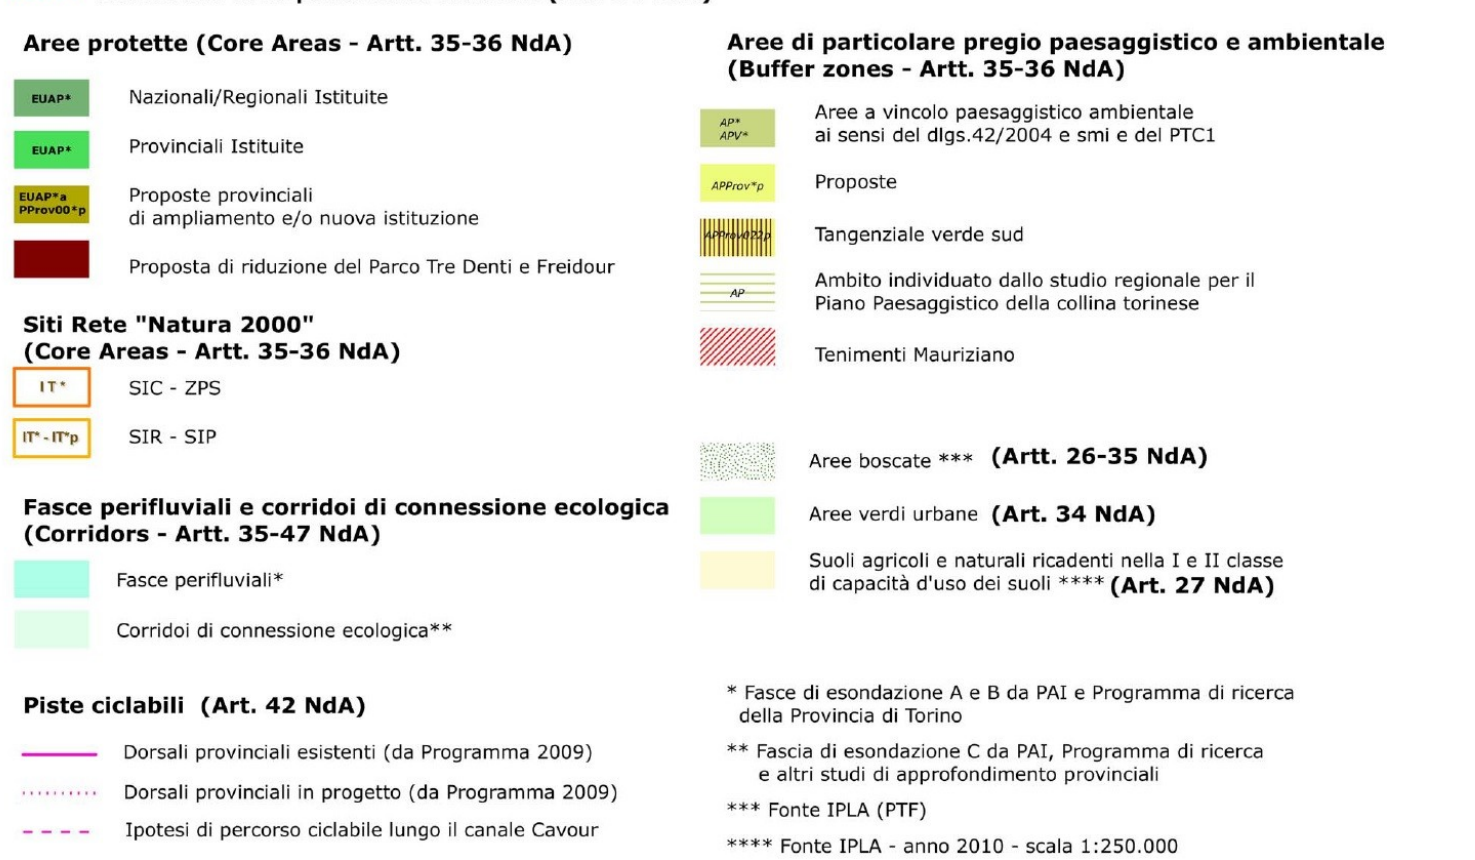 Aree protette (Core Areas - Artt. 35-36 NdA)
EUAP*
Nazionali/Regionali Istituite
EUAP*
Provinciali Istituite
EUAP*a
PProv00*p
Proposte provinciali
di ampliamento e/o nuova istituzione
Proposta di riduzione del Parco Tre Denti e Freidour
Siti Rete "Natura 2000"
(Core Areas - Artt. 35-36 NdA)
IT*
SIC - ZPS
IT* - IT*p
SIR - SIP
Fasce perifluviali e corridoi di connessione ecologica
(Corridors - Artt. 35-47 NdA)
Fasce perifluviali*
Corridoi di connessione ecologica**
Piste ciclabili (Art. 42 NdA)
Dorsali provinciali esistenti (da Programma 2009)
Dorsali provinciali in progetto (da Programma 2009)
Ipotesi di percorso ciclabile lungo il canale Cavour
Aree di particolare pregio paesaggistico e ambientale
(Buffer zones - Artt. 35-36 NdA)
AP*
APV*
Aree a vincolo paesaggistico ambientale
ai sensi del dlgs.42/2004 e smi e del PTC1
APProv*p
Proposte
APProv022p
Tangenziale verde sud
AP
Ambito individuato dallo studio regionale per il
Piano Paesaggistico della collina torinese
Tenimenti Mauriziano
Aree boscate *** (Artt. 26-35 NdA)
Aree verdi urbane (Art. 34 NdA)
Suoli agricoli e naturali ricadenti nella I e II classe
di capacità d'uso dei suoli **** (Art. 27 NdA)
* Fasce di esondazione A e B da PAI e Programma di ricerca
della Provincia di Torino
** Fascia di esondazione C da PAI, Programma di ricerca
e altri studi di approfondimento provinciali
*** Fonte IPLA (PTF)
**** Fonte IPLA - anno 2010 - scala 1:250.000